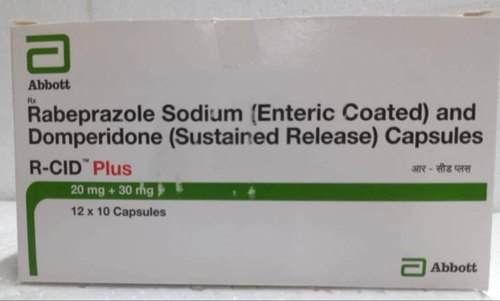 Abbott
Rx
Rabeprazole Sodium (Enteric Coated) and
Domperidone (Sustained Release) Capsules
R-CID™ Plus
आर - सीड प्लस
20 mg + 30 mg
12 x 10 Capsules
Abbott